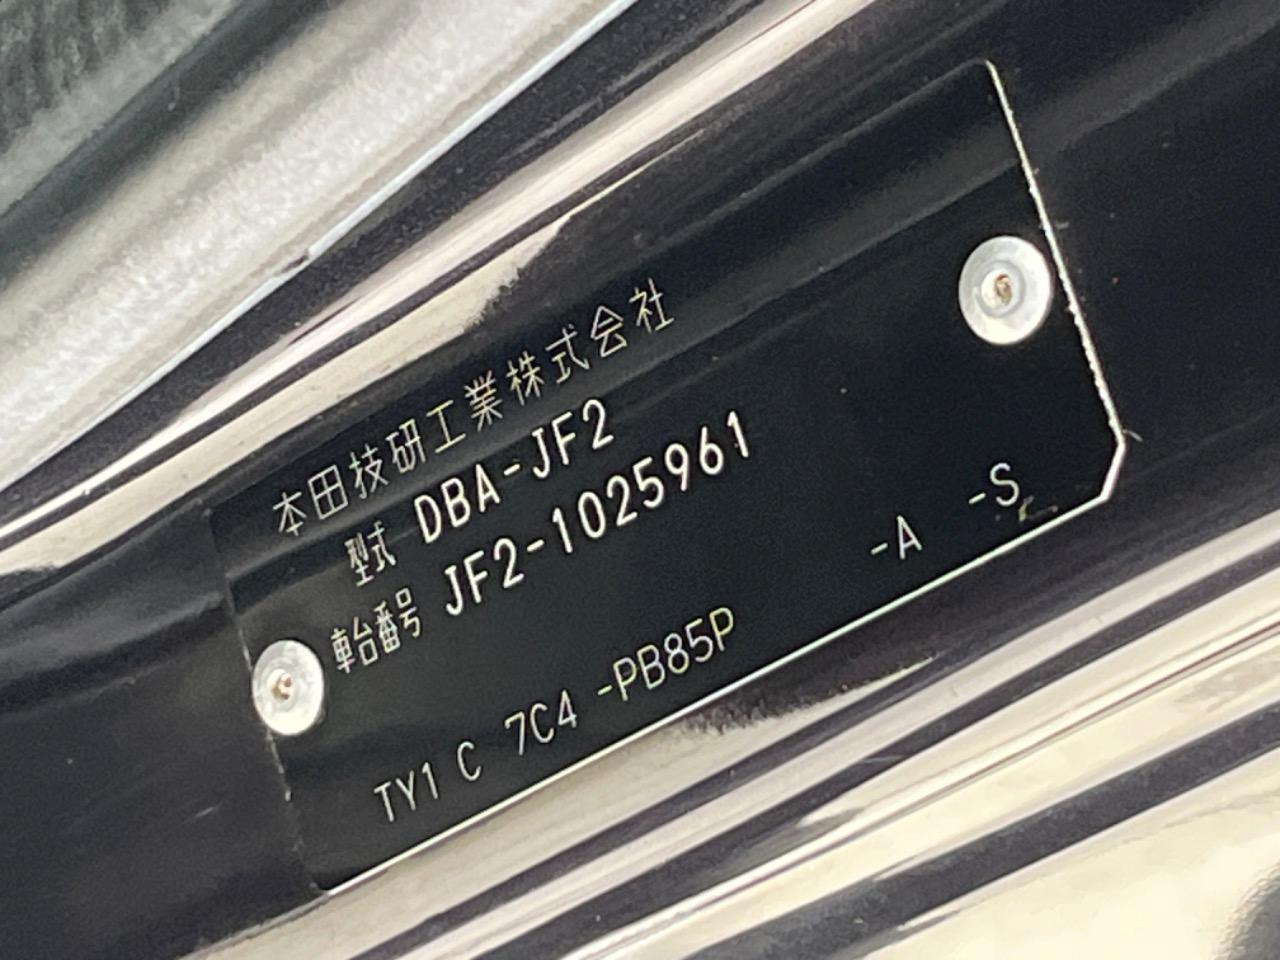 本田技研工業株式会社
型式 DBA-JF2
車台番号 JF2-1025961
TY1 C 7C4 -PB85P -A -S